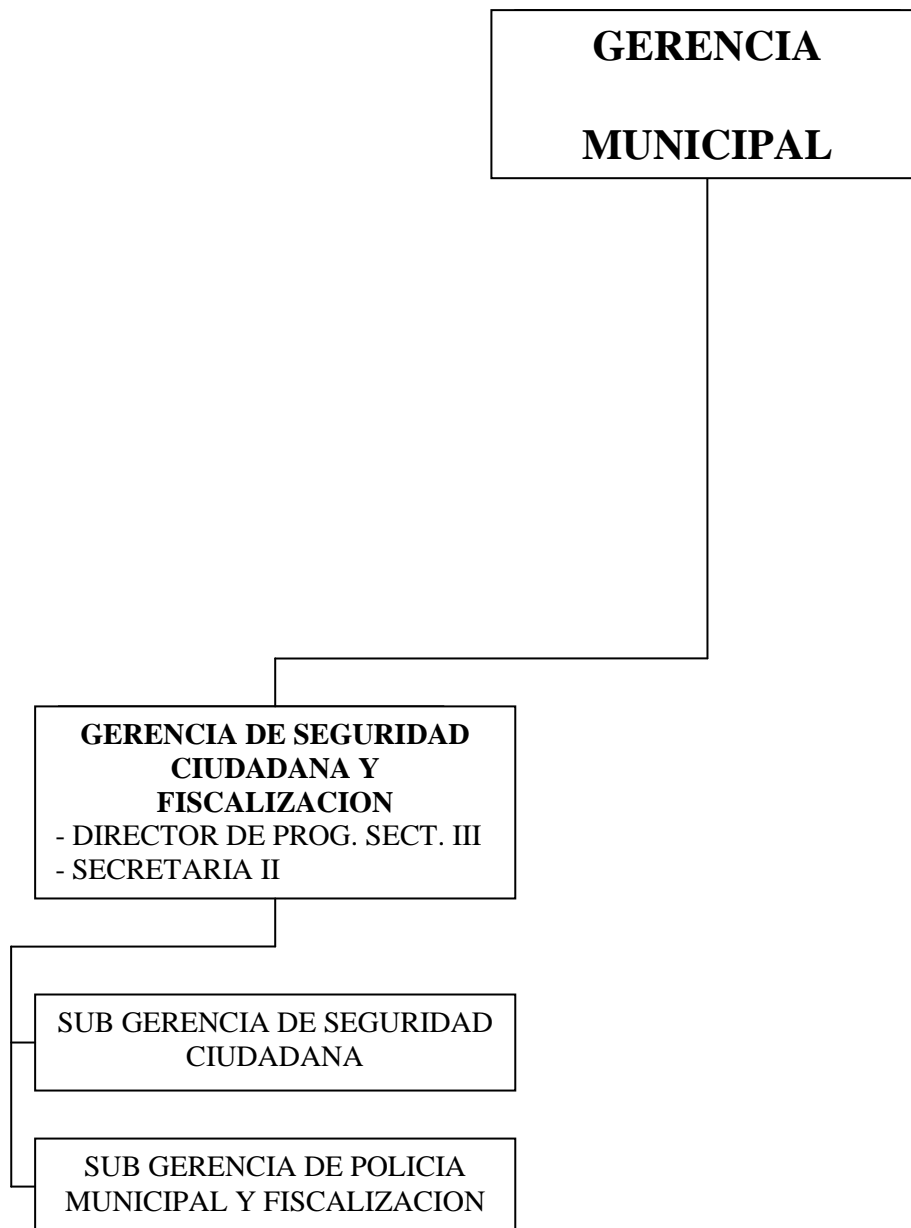 GERENCIA
MUNICIPAL
GERENCIA DE SEGURIDAD
CIUDADANA Y
FISCALIZACION
- DIRECTOR DE PROG. SECT. III
- SECRETARIA II
SUB GERENCIA DE SEGURIDAD
CIUDADANA
SUB GERENCIA DE POLICIA
MUNICIPAL Y FISCALIZACION